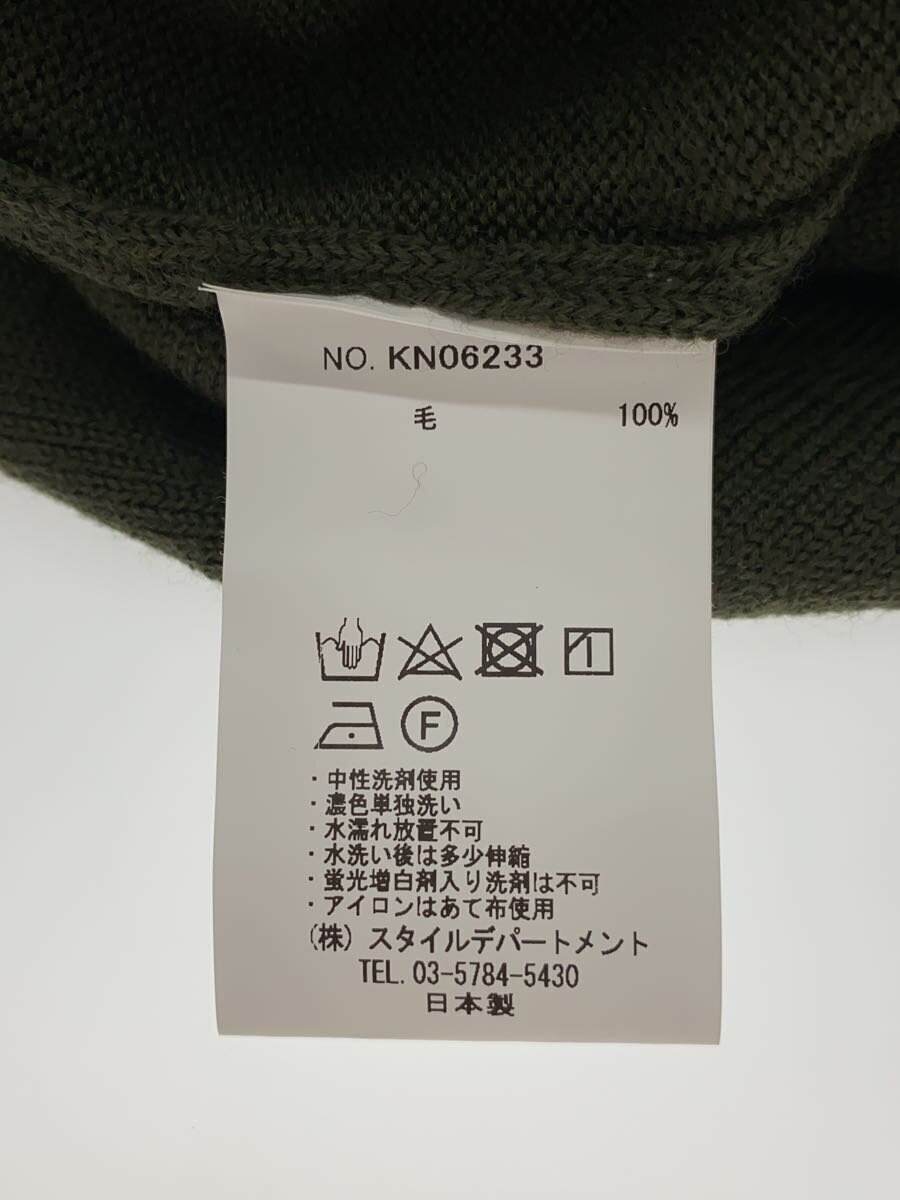 NO. KN06233
毛 100%
F
・中性洗剤使用
・濃色単独洗い
・水濡れ放置不可
・水洗い後は多少伸縮
・蛍光増白剤入り洗剤は不可
・アイロンはあて布使用
(株) スタイルデパートメント
TEL. 03-5784-5430
日本製